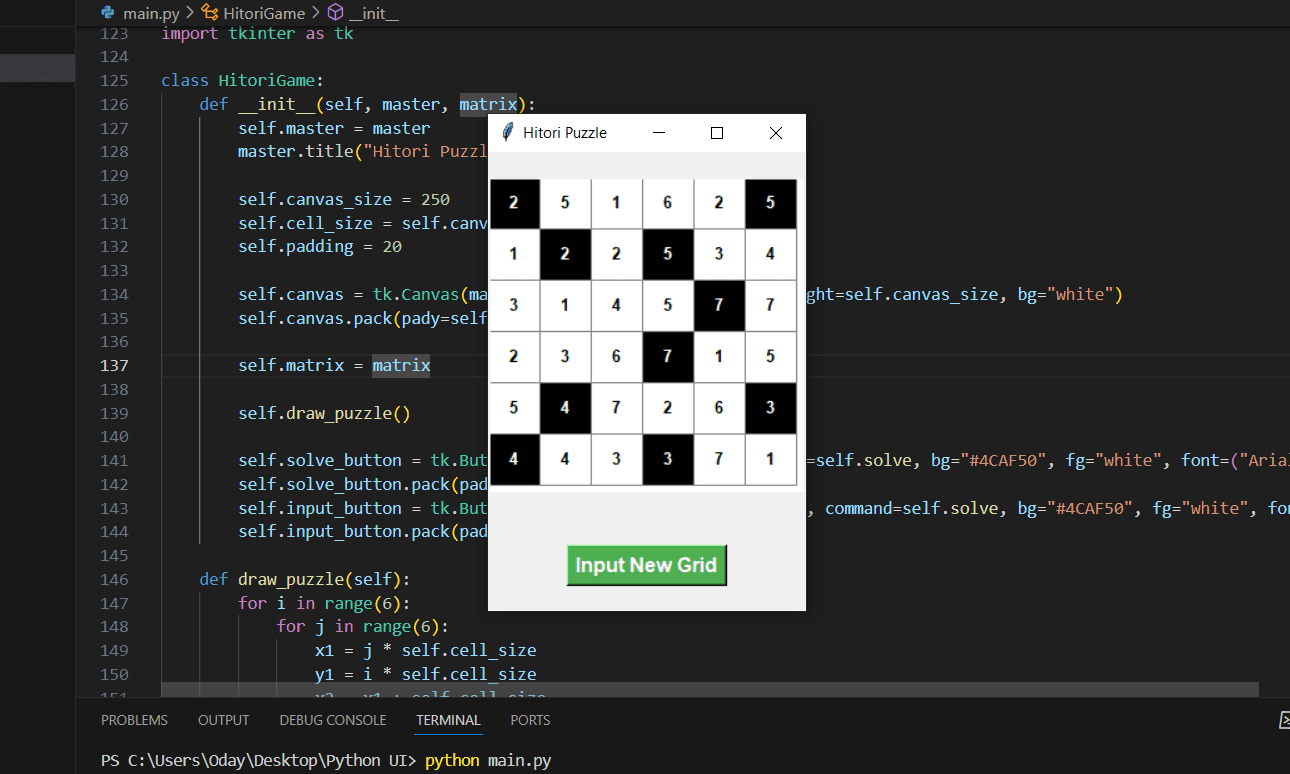 main.py > HitoriGame > __init__
123 import tkinter as tk
124
125 class HitoriGame:
126 def __init__(self, master, matrix):
127 self.master = master
128 master.title("Hitori Puzzl
129
130 self.canvas_size = 250
131 self.cell_size = self.canv
132 self.padding = 20
133
134 self.canvas = tk.Canvas(ma ght=self.canvas_size, bg="white")
135 self.canvas.pack(pady=self
136
137 self.matrix = matrix
138
139 self.draw_puzzle()
140
141 self.solve_button = tk.But =self.solve, bg="#4CAF50", fg="white", font=("Arial
142 self.solve_button.pack(pad
143 self.input_button = tk.But , command=self.solve, bg="#4CAF50", fg="white", fon
144 self.input_button.pack(pad
145
146 def draw_puzzle(self):
147 for i in range(6):
148 for j in range(6):
149 x1 = j * self.cell_size
150 y1 = i * self.cell_size
151 x2 = x1 + self.cell_size
Hitori Puzzle
2 5 1 6 2 5
1 2 2 5 3 4
3 1 4 5 7 7
2 3 6 7 1 5
5 4 7 2 6 3
4 4 3 3 7 1
Input New Grid
PROBLEMS OUTPUT DEBUG CONSOLE TERMINAL PORTS
PS C:\Users\Oday\Desktop\Python UI> python main.py